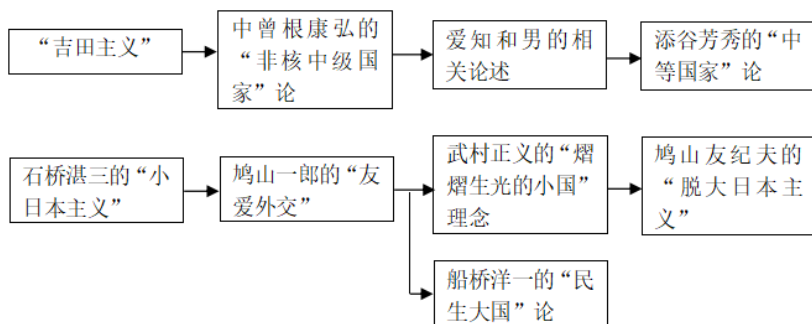 “吉田主义”
中曾根康弘的
“非核中级国
家”论
爱知和男的相
关论述
添谷芳秀的“中
等国家”论
石桥湛三的“小
日本主义”
鸠山一郎的“友
爱外交”
武村正义的“熠
熠生光的小国”
理念
鸠山友纪夫的
“脱大日本主
义”
船桥洋一的“民
生大国”论